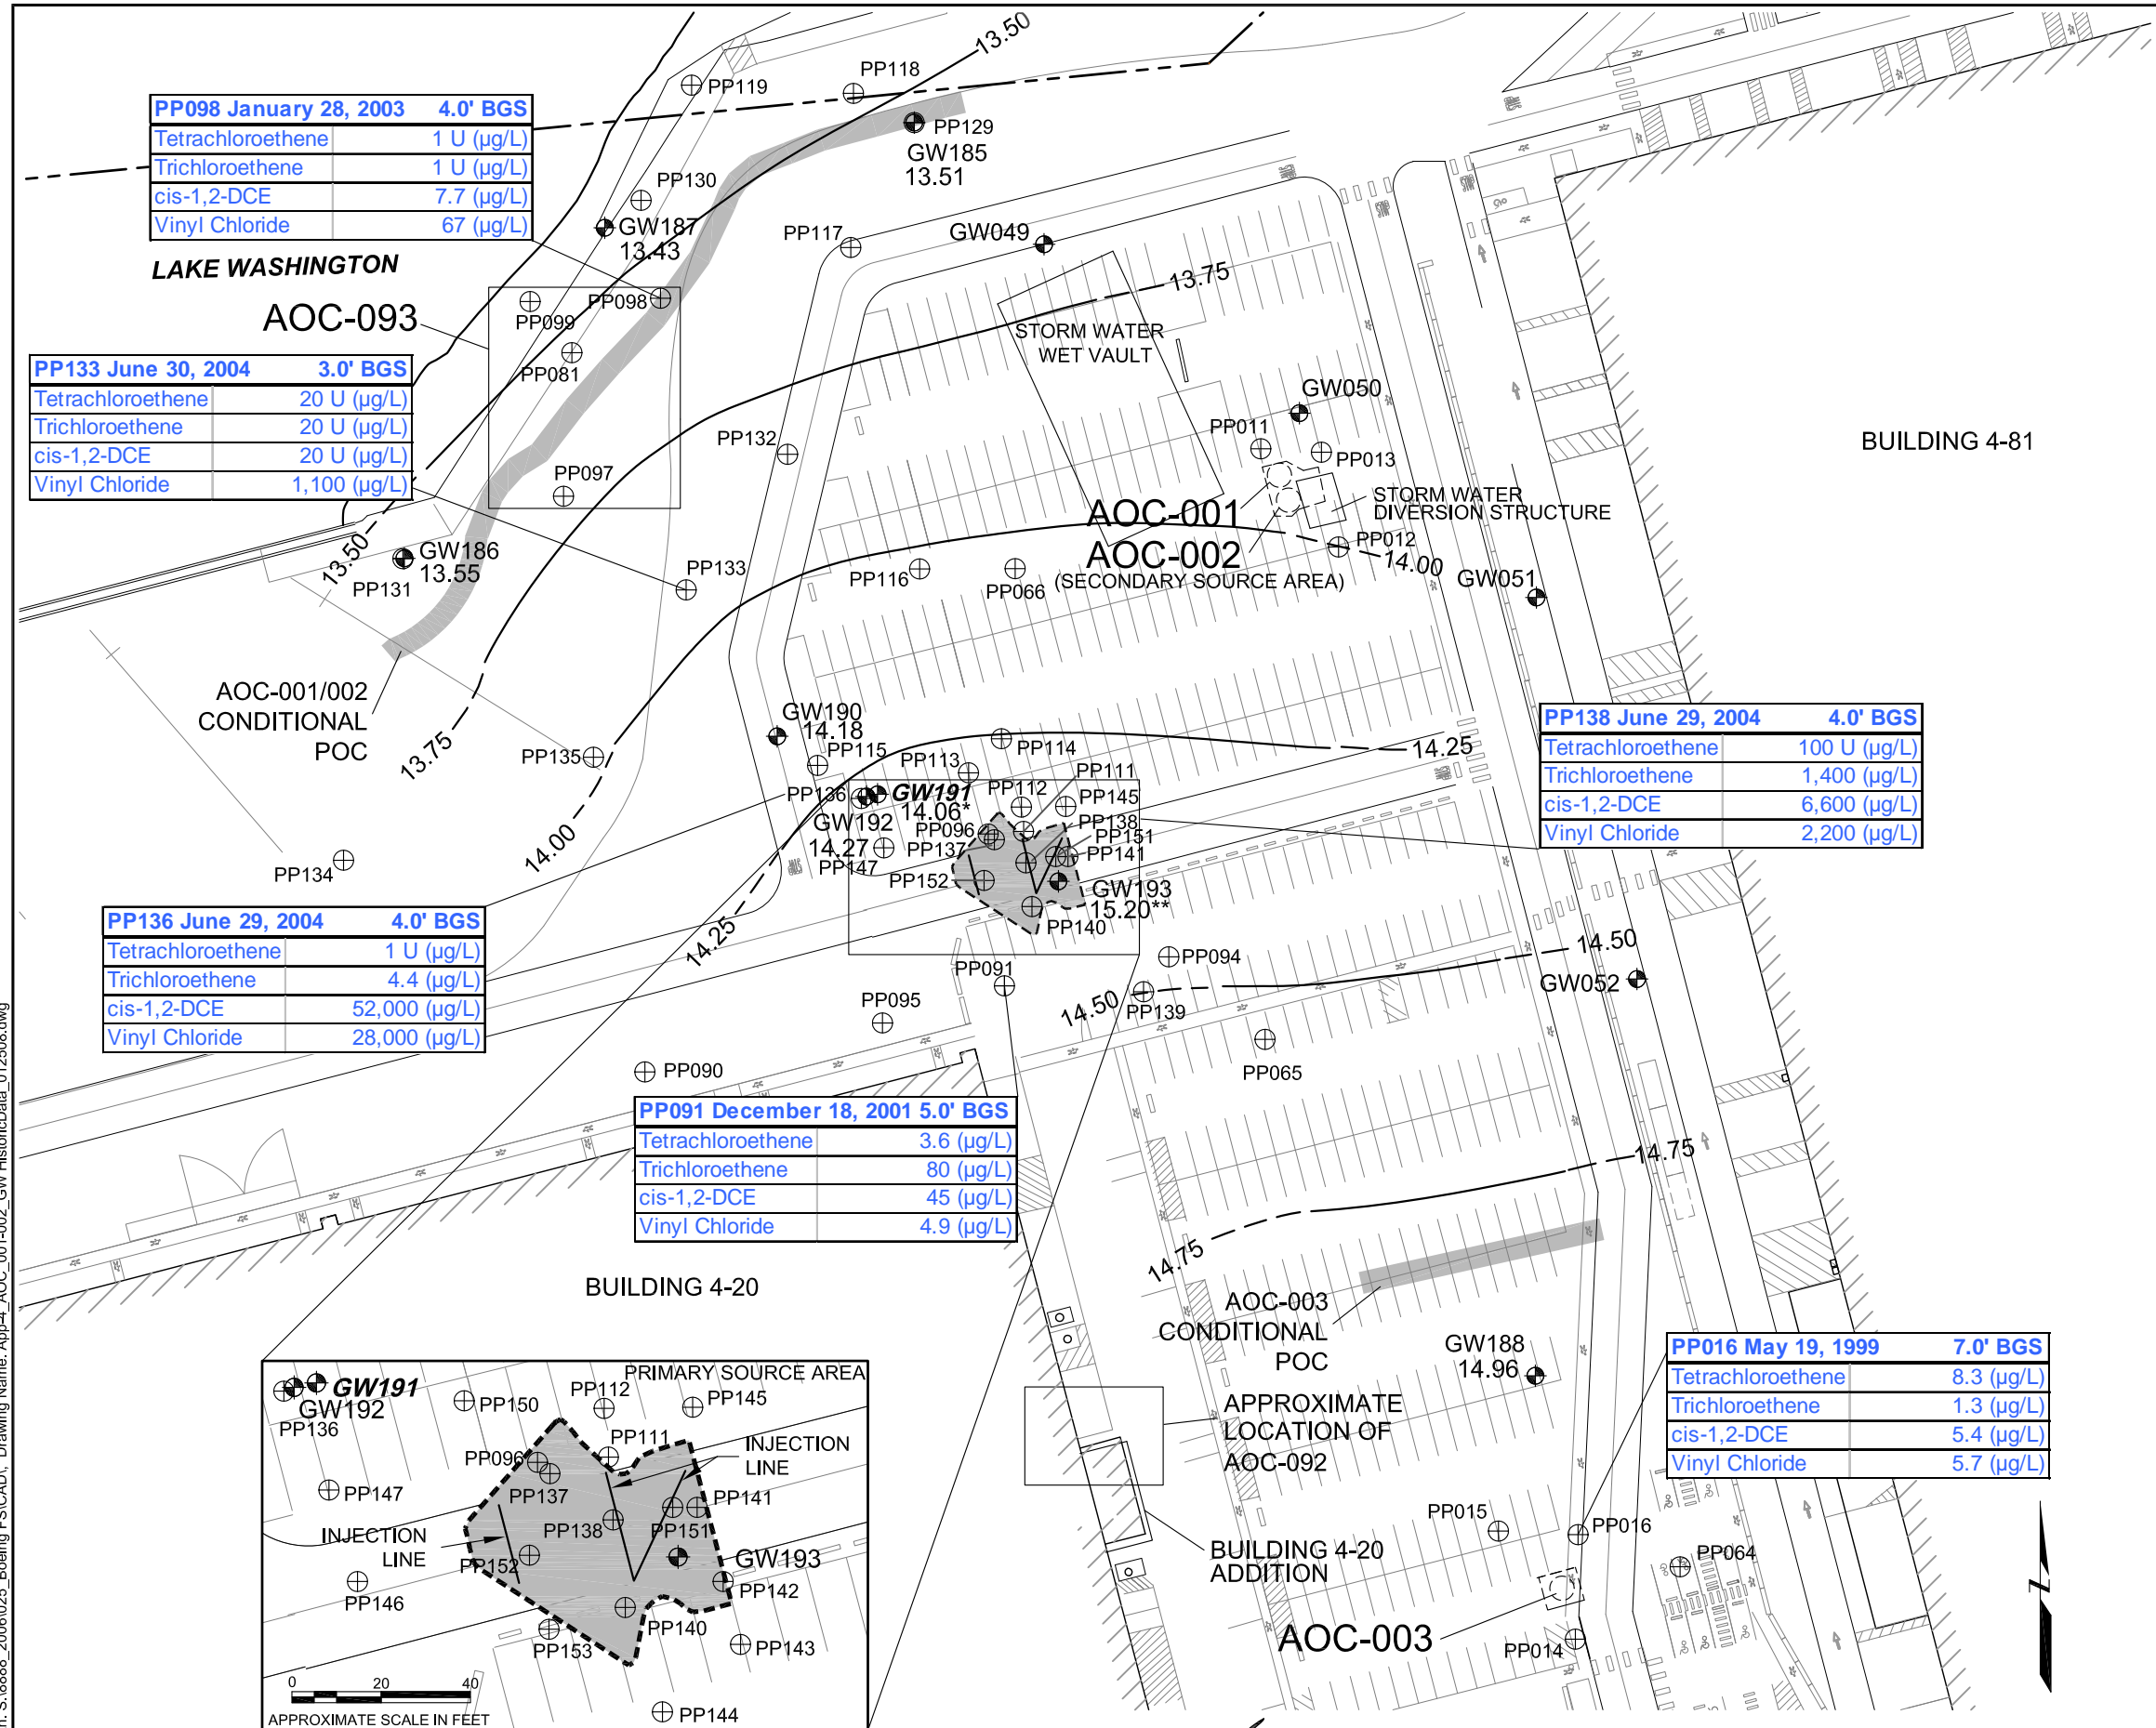 13.50
PP119
PP118
PP098 January 28, 2003 4.0' BGS
Tetrachloroethene 1 U (µg/L)
Trichloroethene 1 U (µg/L)
cis-1,2-DCE 7.7 (µg/L)
Vinyl Chloride 67 (µg/L)
PP129
GW185
13.51
PP130
GW187
13.43
PP117
GW049
LAKE WASHINGTON
AOC-093
PP099
PP098
PP081
PP097
13.75
STORM WATER
WET VAULT
GW050
PP133 June 30, 2004 3.0' BGS
Tetrachloroethene 20 U (µg/L)
Trichloroethene 20 U (µg/L)
cis-1,2-DCE 20 U (µg/L)
Vinyl Chloride 1,100 (µg/L)
PP132
PP011
PP013
BUILDING 4-81
AOC-001
AOC-002
(SECONDARY SOURCE AREA)
STORM WATER
DIVERSION STRUCTURE
PP012
14.00
GW051
13.50
GW186
13.55
PP131
PP133
PP116
PP066
AOC-001/002
CONDITIONAL
POC
13.75
PP135
GW190
14.18
PP115
PP113
PP114
14.25
PP111
PP136
GW191
14.06*
PP112
PP145
GW192
14.27
PP096
PP138
PP151
PP137
PP141
PP147
PP152
GW193
15.20**
PP140
PP138 June 29, 2004 4.0' BGS
Tetrachloroethene 100 U (µg/L)
Trichloroethene 1,400 (µg/L)
cis-1,2-DCE 6,600 (µg/L)
Vinyl Chloride 2,200 (µg/L)
14.00
PP134
14.25
PP136 June 29, 2004 4.0' BGS
Tetrachloroethene 1 U (µg/L)
Trichloroethene 4.4 (µg/L)
cis-1,2-DCE 52,000 (µg/L)
Vinyl Chloride 28,000 (µg/L)
PP094
14.50
GW052
PP091
PP095
14.50
PP139
PP090
PP065
PP091 December 18, 2001 5.0' BGS
Tetrachloroethene 3.6 (µg/L)
Trichloroethene 80 (µg/L)
cis-1,2-DCE 45 (µg/L)
Vinyl Chloride 4.9 (µg/L)
14.75
14.75
BUILDING 4-20
AOC-003
CONDITIONAL
POC
GW188
14.96
PP016 May 19, 1999 7.0' BGS
Tetrachloroethene 8.3 (µg/L)
Trichloroethene 1.3 (µg/L)
cis-1,2-DCE 5.4 (µg/L)
Vinyl Chloride 5.7 (µg/L)
APPROXIMATE
LOCATION OF
AOC-092
PP015
PP016
PP064
BUILDING 4-20
ADDITION
AOC-003
PP014
PRIMARY SOURCE AREA
GW191
GW192
PP136
PP150
PP112
PP145
PP111
INJECTION
LINE
PP096
PP137
PP147
PP141
PP138
PP151
INJECTION
LINE
PP152
GW193
PP142
PP146
PP140
PP153
PP143
PP144
0 20 40
APPROXIMATE SCALE IN FEET
N